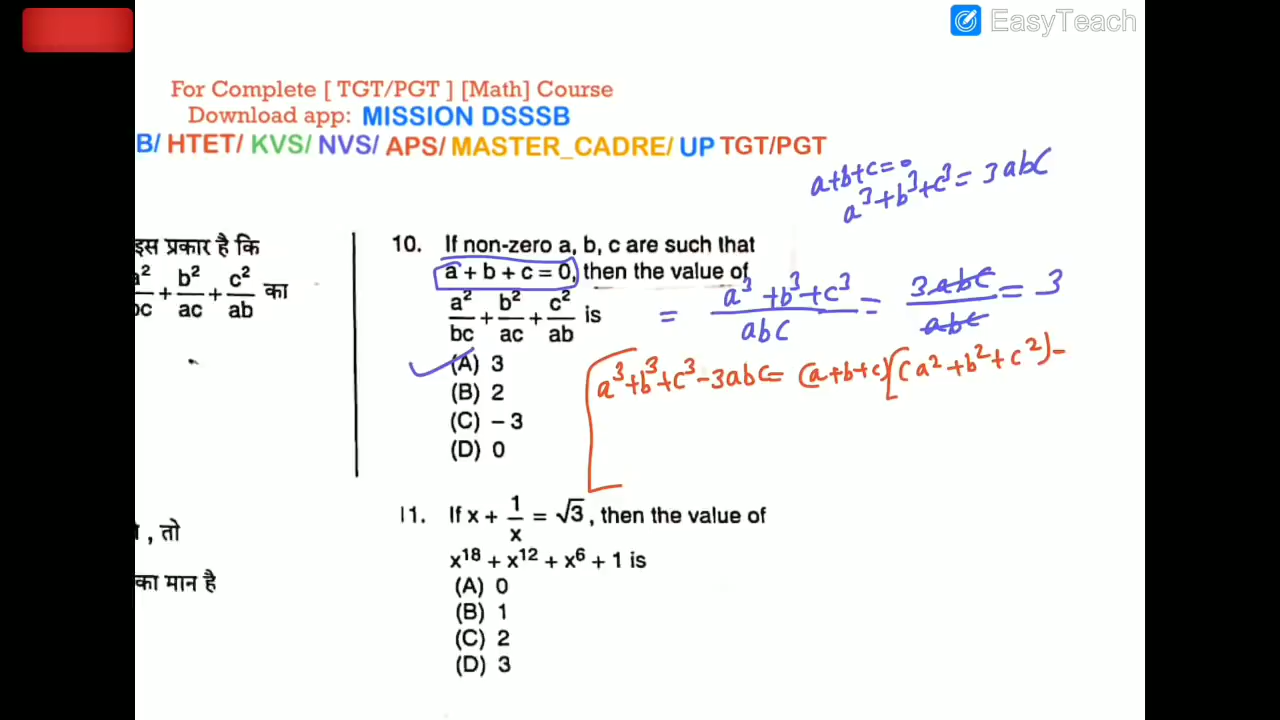 EasyTeach
For Complete [ TGT/PGT ] [Math] Course
Download app: MISSION DSSSB
B/ HTET/ KVS/ NVS/ APS/ MASTER_CADRE/ UP TGT/PGT
a+b+c=0
a³+b³+c³=3abc
इस प्रकार है कि
a²/bc + b²/ac + c²/ab का
, तो
का मान है
10. If non-zero a, b, c are such that
a + b + c = 0, then the value of
a²/bc + b²/ac + c²/ab is
= (a³+b³+c³)/abc = 3abc/abc = 3
(A) 3
a³+b³+c³-3abc=(a+b+c)[(a²+b²+c²)-
(B) 2
(C) – 3
(D) 0
11. If x + 1/x = √3, then the value of
x¹⁸ + x¹² + x⁶ + 1 is
(A) 0
(B) 1
(C) 2
(D) 3